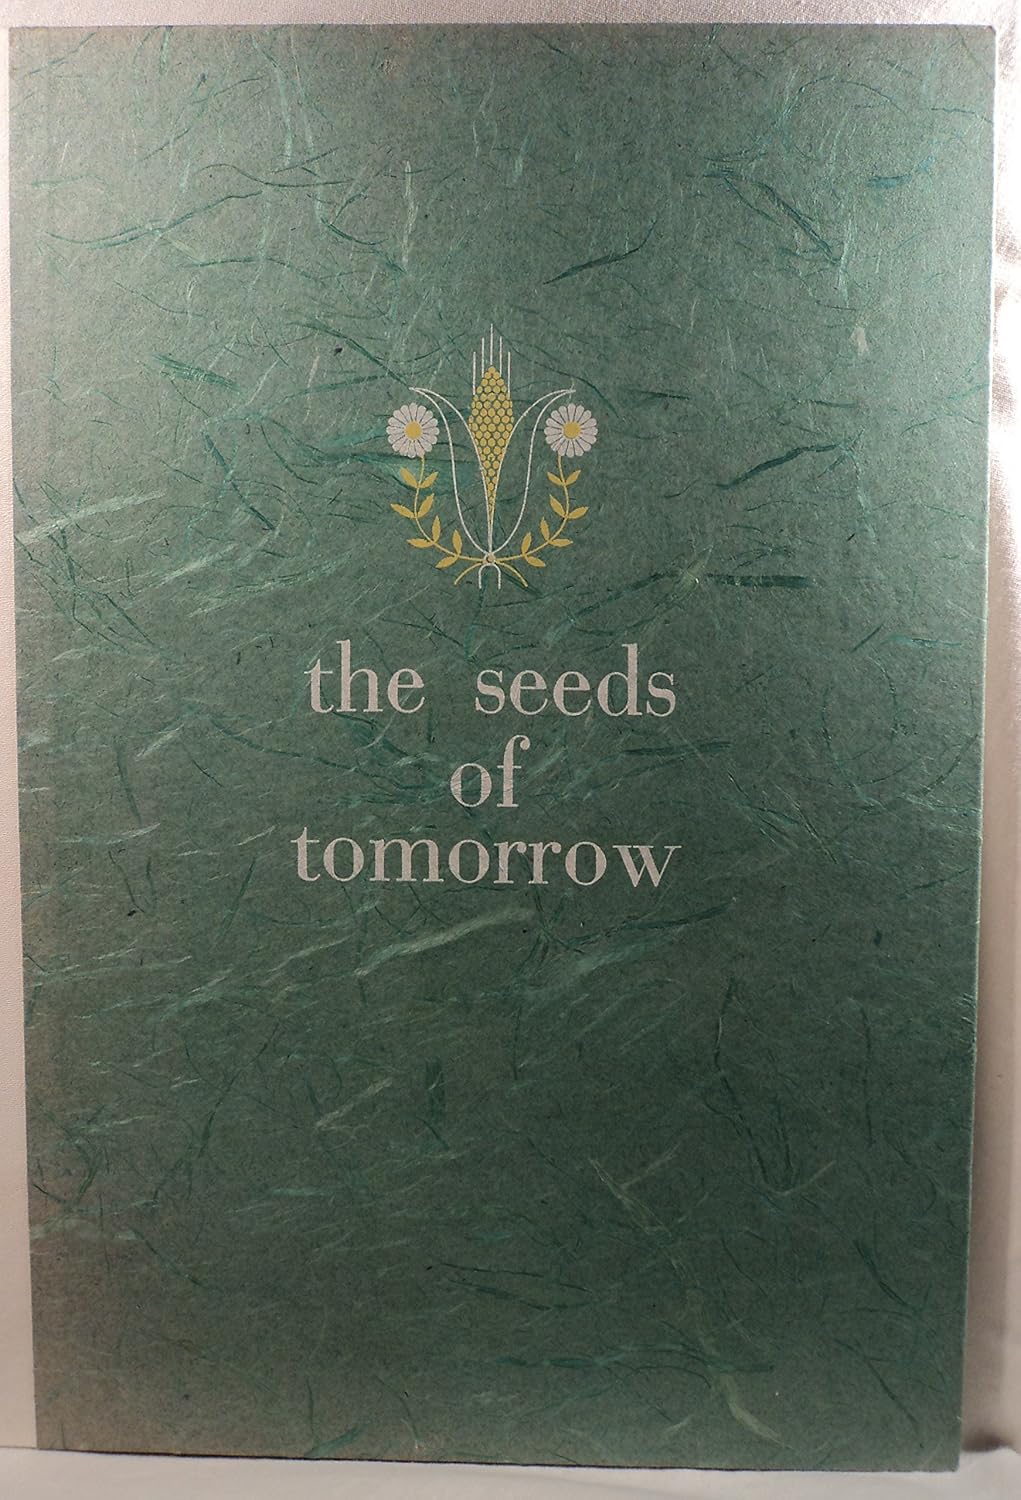 the seeds
of
tomorrow